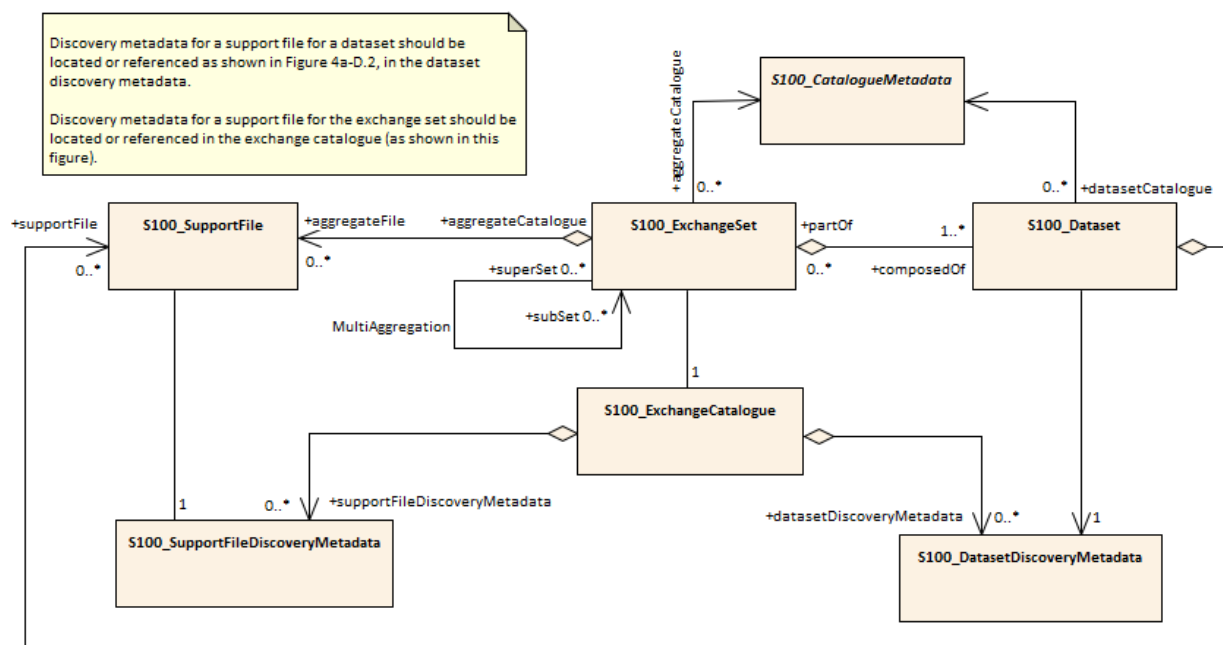 Discovery metadata for a support file for a dataset should be
located or referenced as shown in Figure 4a-D.2, in the dataset
discovery metadata.
Discovery metadata for a support file for the exchange set should be
located or referenced in the exchange catalogue (as shown in this
figure).
S100_CatalogueMetadata
+aggregateCatalogue
0..*
0..*
+datasetCatalogue
+supportFile
0..*
S100_SupportFile
+aggregateFile
0..*
+aggregateCatalogue
S100_ExchangeSet
+partOf
0..*
1..*
+composedOf
S100_Dataset
+superSet 0..*
+subSet 0..*
MultiAggregation
1
S100_ExchangeCatalogue
1
0..*
+supportFileDiscoveryMetadata
+datasetDiscoveryMetadata
0..*
1
S100_SupportFileDiscoveryMetadata
S100_DatasetDiscoveryMetadata